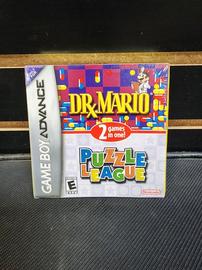 GAME BOY ADVANCE
DR. MARIO
2 games
in one!
PUZZLE
LEAGUE
E
Nintendo